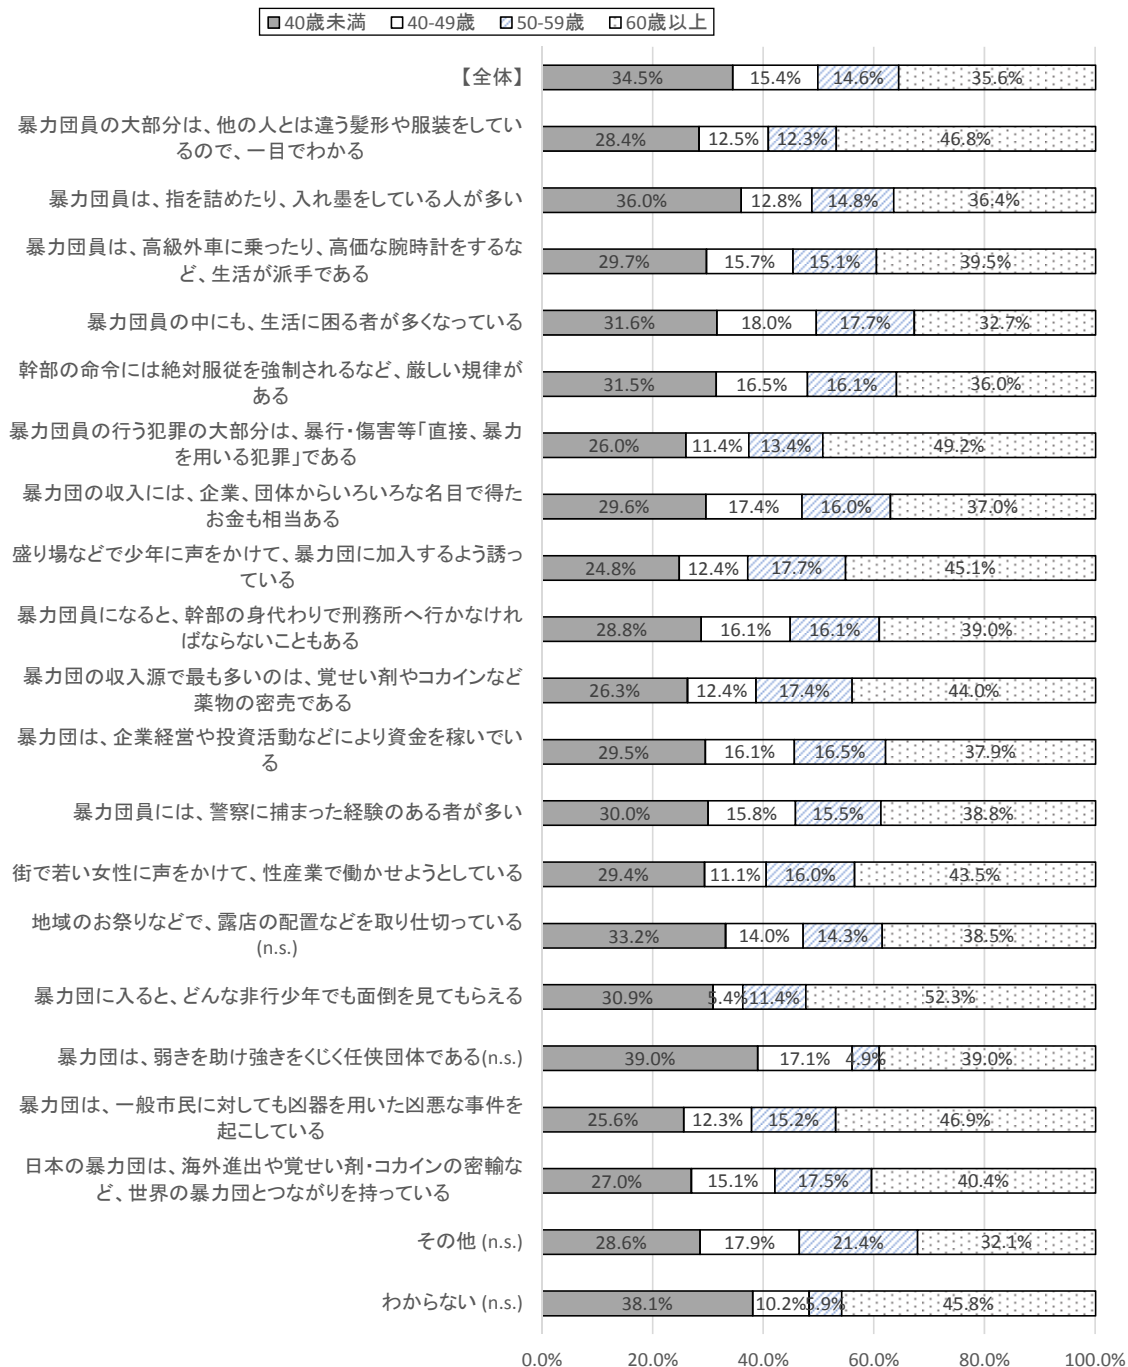 40歳未満 40-49歳 50-59歳 60歳以上
【全体】
34.5% 15.4% 14.6% 35.6%
暴力団員の大部分は、他の人とは違う髪形や服装をしてい
るので、一目でわかる
28.4% 12.5% 12.3% 46.8%
暴力団員は、指を詰めたり、入れ墨をしている人が多い
36.0% 12.8% 14.8% 36.4%
暴力団員は、高級外車に乗ったり、高価な腕時計をするな
ど、生活が派手である
29.7% 15.7% 15.1% 39.5%
暴力団員の中にも、生活に困る者が多くなっている
31.6% 18.0% 17.7% 32.7%
幹部の命令には絶対服従を強制されるなど、厳しい規律が
ある
31.5% 16.5% 16.1% 36.0%
暴力団員の行う犯罪の大部分は、暴行・傷害等「直接、暴力
を用いる犯罪」である
26.0% 11.4% 13.4% 49.2%
暴力団の収入には、企業、団体からいろいろな名目で得た
お金も相当ある
29.6% 17.4% 16.0% 37.0%
盛り場などで少年に声をかけて、暴力団に加入するよう誘っ
ている
24.8% 12.4% 17.7% 45.1%
暴力団員になると、幹部の身代わりで刑務所へ行かなけれ
ばならないこともある
28.8% 16.1% 16.1% 39.0%
暴力団の収入源で最も多いのは、覚せい剤やコカインなど
薬物の密売である
26.3% 12.4% 17.4% 44.0%
暴力団は、企業経営や投資活動などにより資金を稼いでい
る
29.5% 16.1% 16.5% 37.9%
暴力団員には、警察に捕まった経験のある者が多い
30.0% 15.8% 15.5% 38.8%
街で若い女性に声をかけて、性産業で働かせようとしている
29.4% 11.1% 16.0% 43.5%
地域のお祭りなどで、露店の配置などを取り仕切っている
(n.s.)
33.2% 14.0% 14.3% 38.5%
暴力団に入ると、どんな非行少年でも面倒を見てもらえる
30.9% 5.4% 11.4% 52.3%
暴力団は、弱きを助け強きをくじく任侠団体である(n.s.)
39.0% 17.1% 4.9% 39.0%
暴力団は、一般市民に対しても凶器を用いた凶悪な事件を
起こしている
25.6% 12.3% 15.2% 46.9%
日本の暴力団は、海外進出や覚せい剤・コカインの密輸な
ど、世界の暴力団とつながりを持っている
27.0% 15.1% 17.5% 40.4%
その他 (n.s.)
28.6% 17.9% 21.4% 32.1%
わからない (n.s.)
38.1% 10.2% 5.9% 45.8%
0.0% 20.0% 40.0% 60.0% 80.0% 100.0%